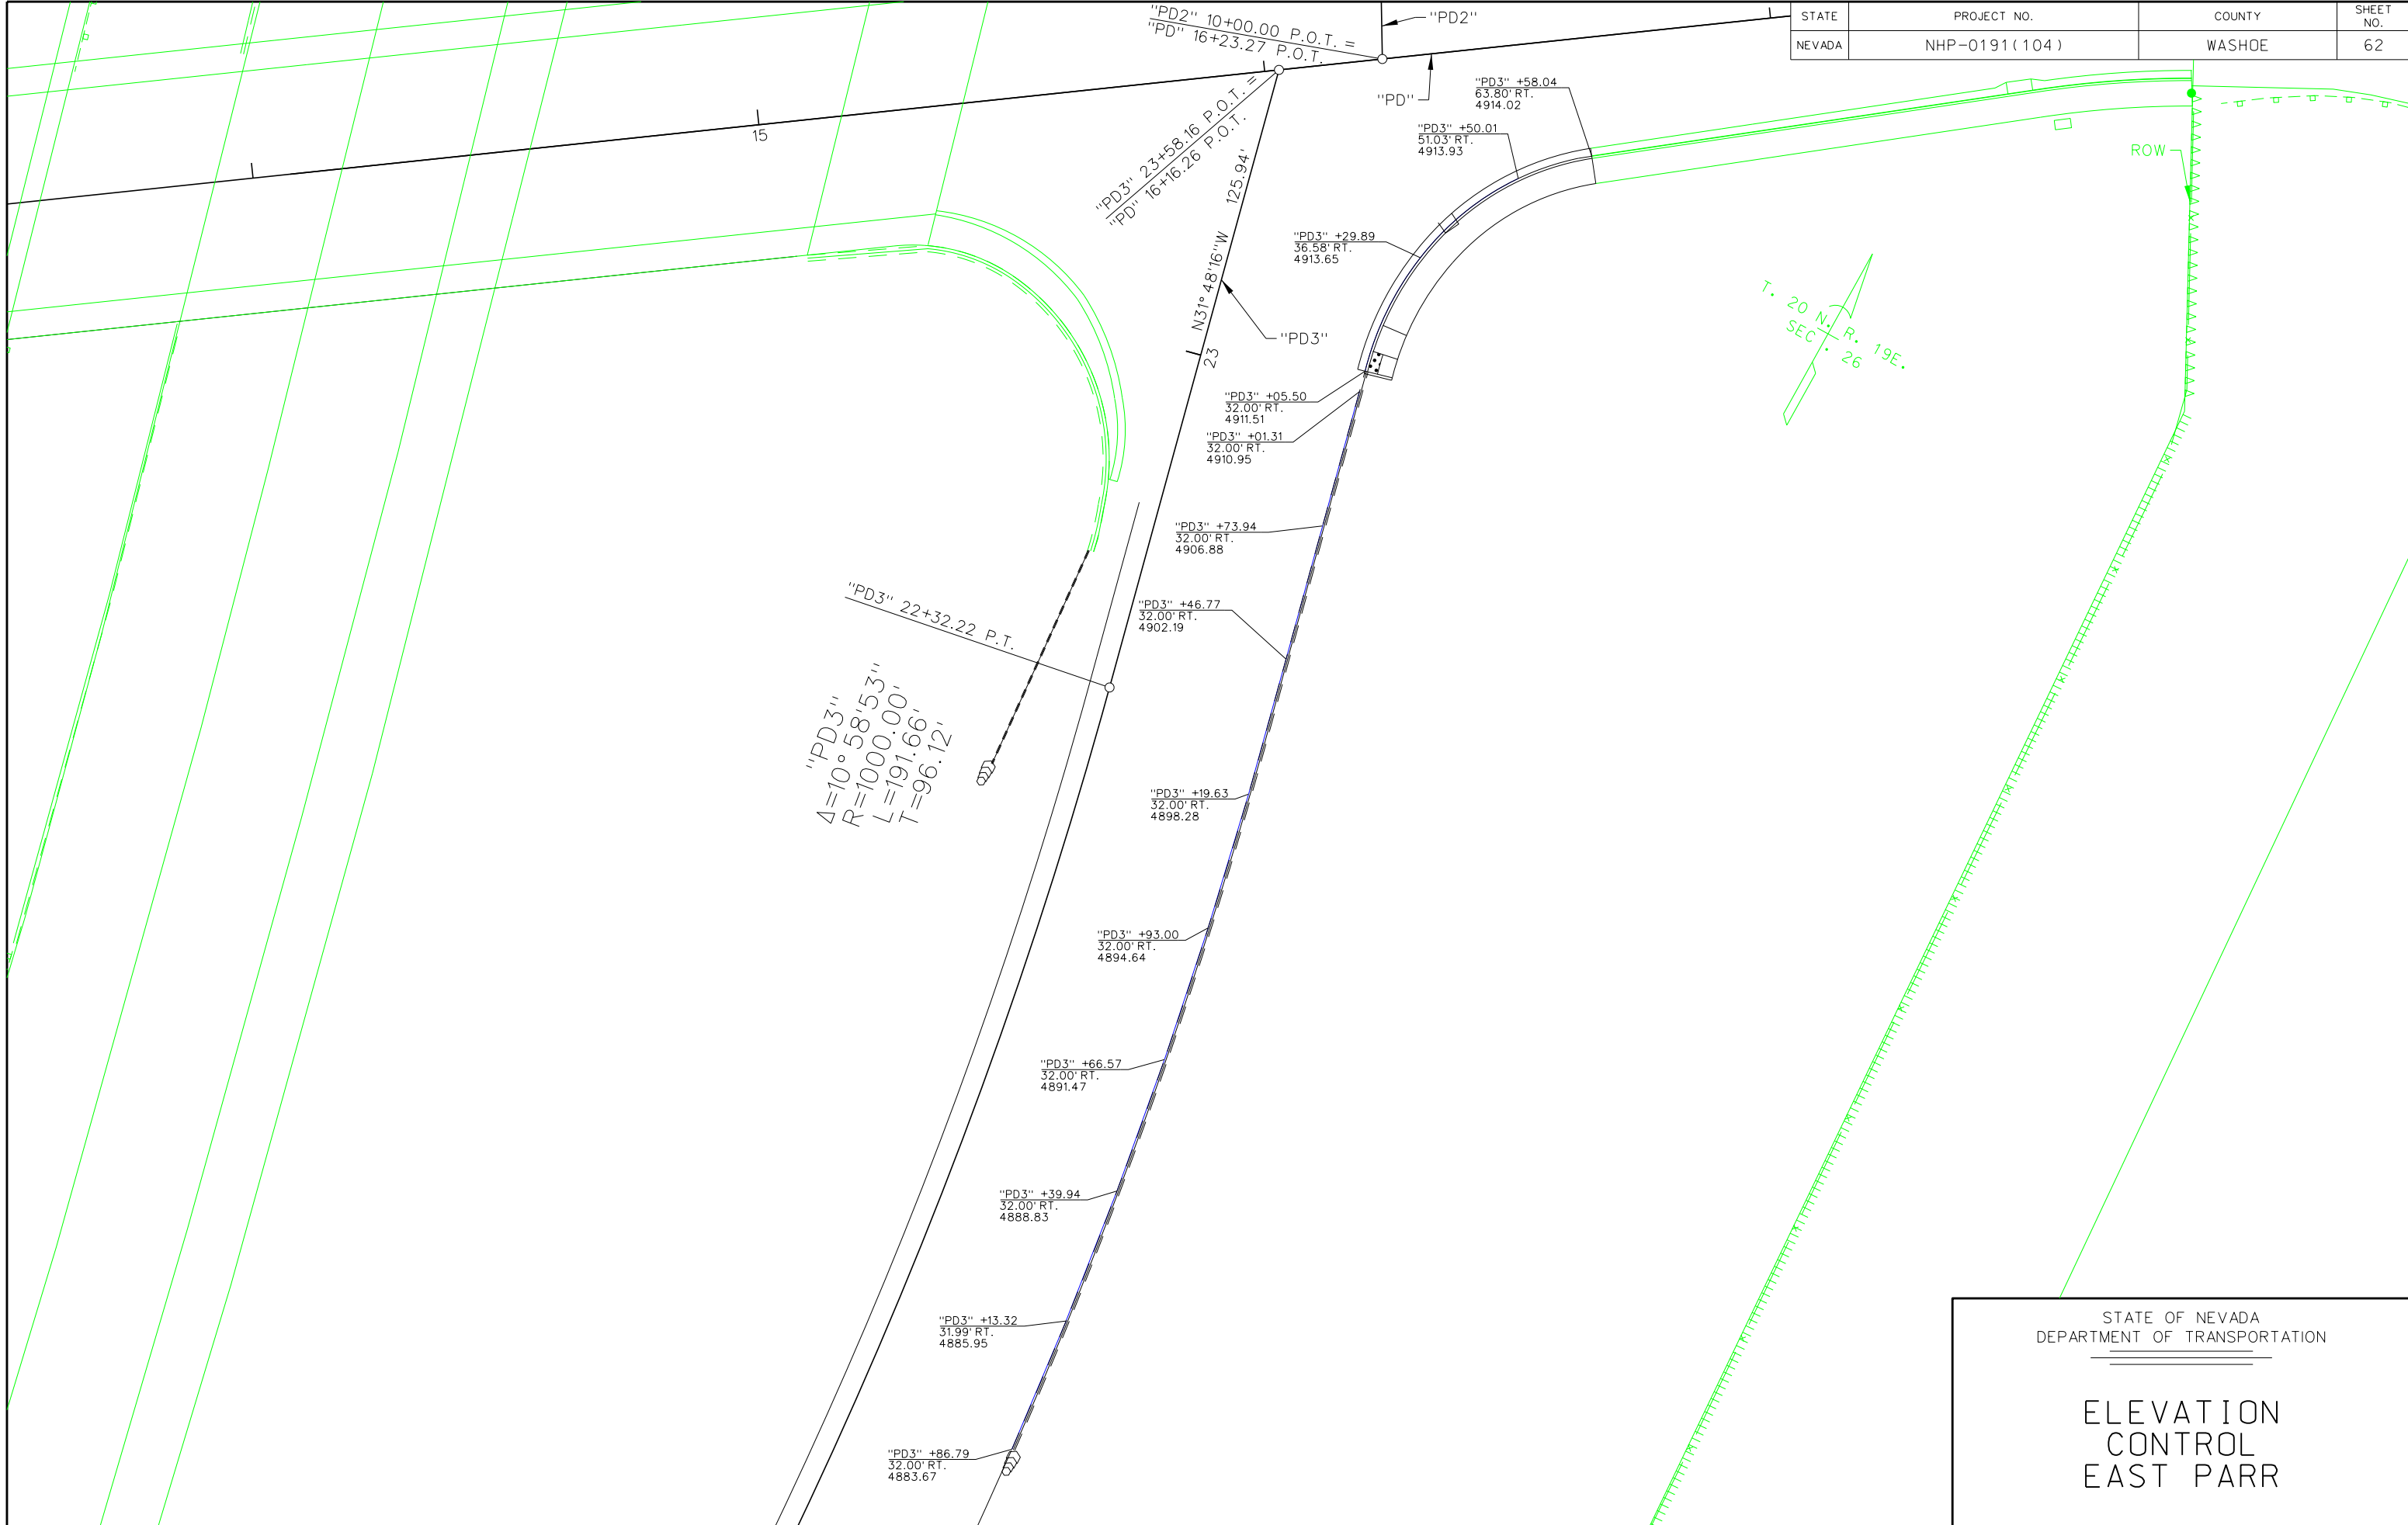 STATE
PROJECT NO.
COUNTY
SHEET
NO.
NEVADA
NHP-0191(104)
WASHOE
62
"PD2" 10+00.00 P.O.T. =
"PD" 16+23.27 P.O.T.
"PD2"
"PD"
15
"PD3" 23+58.16 P.O.T. =
"PD" 16+16.26 P.O.T.
125.94'
N31°48'16"W
"PD3"
23
"PD3" +58.04
63.80' RT.
4914.02
"PD3" +50.01
51.03' RT.
4913.93
"PD3" +29.89
36.58' RT.
4913.65
ROW
T. 20 N. R. 19E.
SEC. 26
"PD3" +05.50
32.00' RT.
4911.51
"PD3" +01.31
32.00' RT.
4910.95
"PD3" +73.94
32.00' RT.
4906.88
"PD3" +46.77
32.00' RT.
4902.19
"PD3" 22+32.22 P.T.
"PD3"
Δ=10°58'53"
R=1000.00'
L=191.66'
T=96.12'
"PD3" +19.63
32.00' RT.
4898.28
"PD3" +93.00
32.00' RT.
4894.64
"PD3" +66.57
32.00' RT.
4891.47
"PD3" +39.94
32.00' RT.
4888.83
"PD3" +13.32
31.99' RT.
4885.95
"PD3" +86.79
32.00' RT.
4883.67
STATE OF NEVADA
DEPARTMENT OF TRANSPORTATION
ELEVATION
CONTROL
EAST PARR